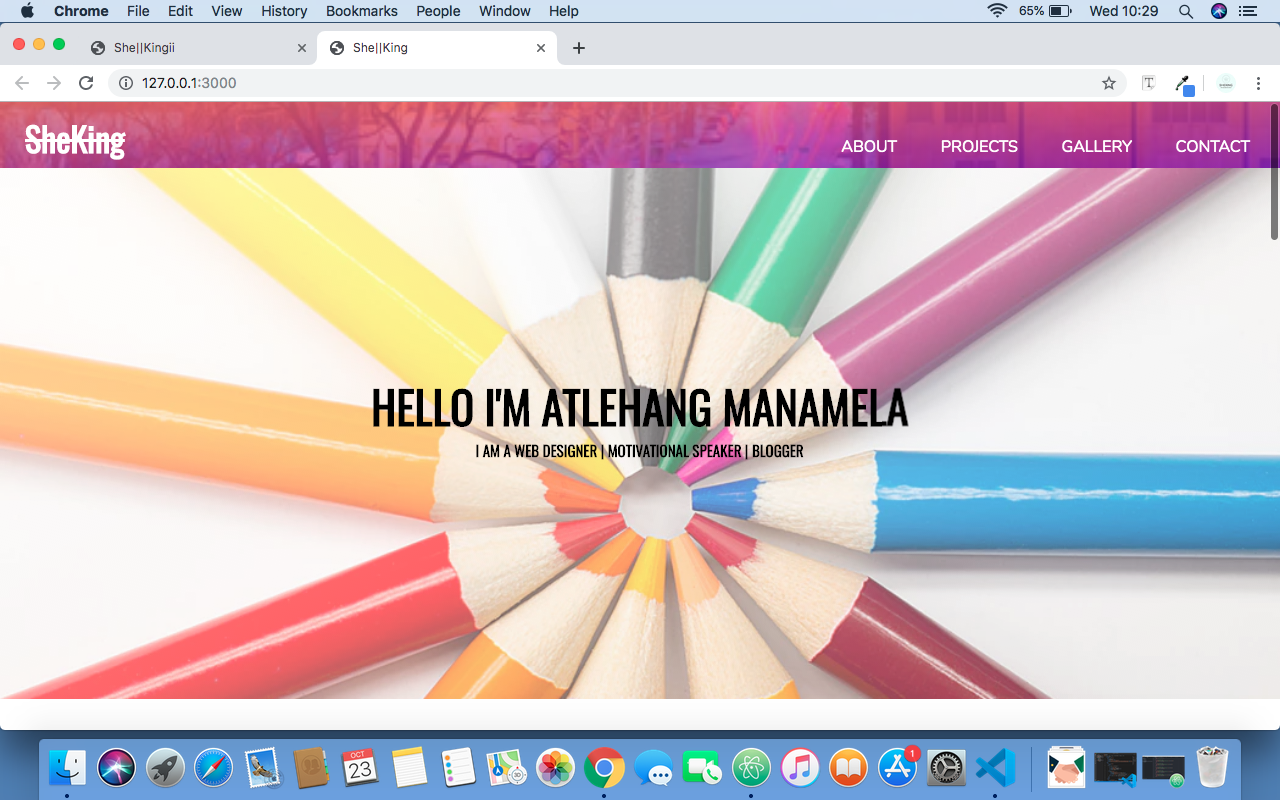 Chrome File Edit View History Bookmarks People Window Help 65% Wed 10:29
She||Kingii She||King
127.0.0.1:3000
SheKing ABOUT PROJECTS GALLERY CONTACT
HELLO I'M ATLEHANG MANAMELA
I AM A WEB DESIGNER | MOTIVATIONAL SPEAKER | BLOGGER
OCT 1
23